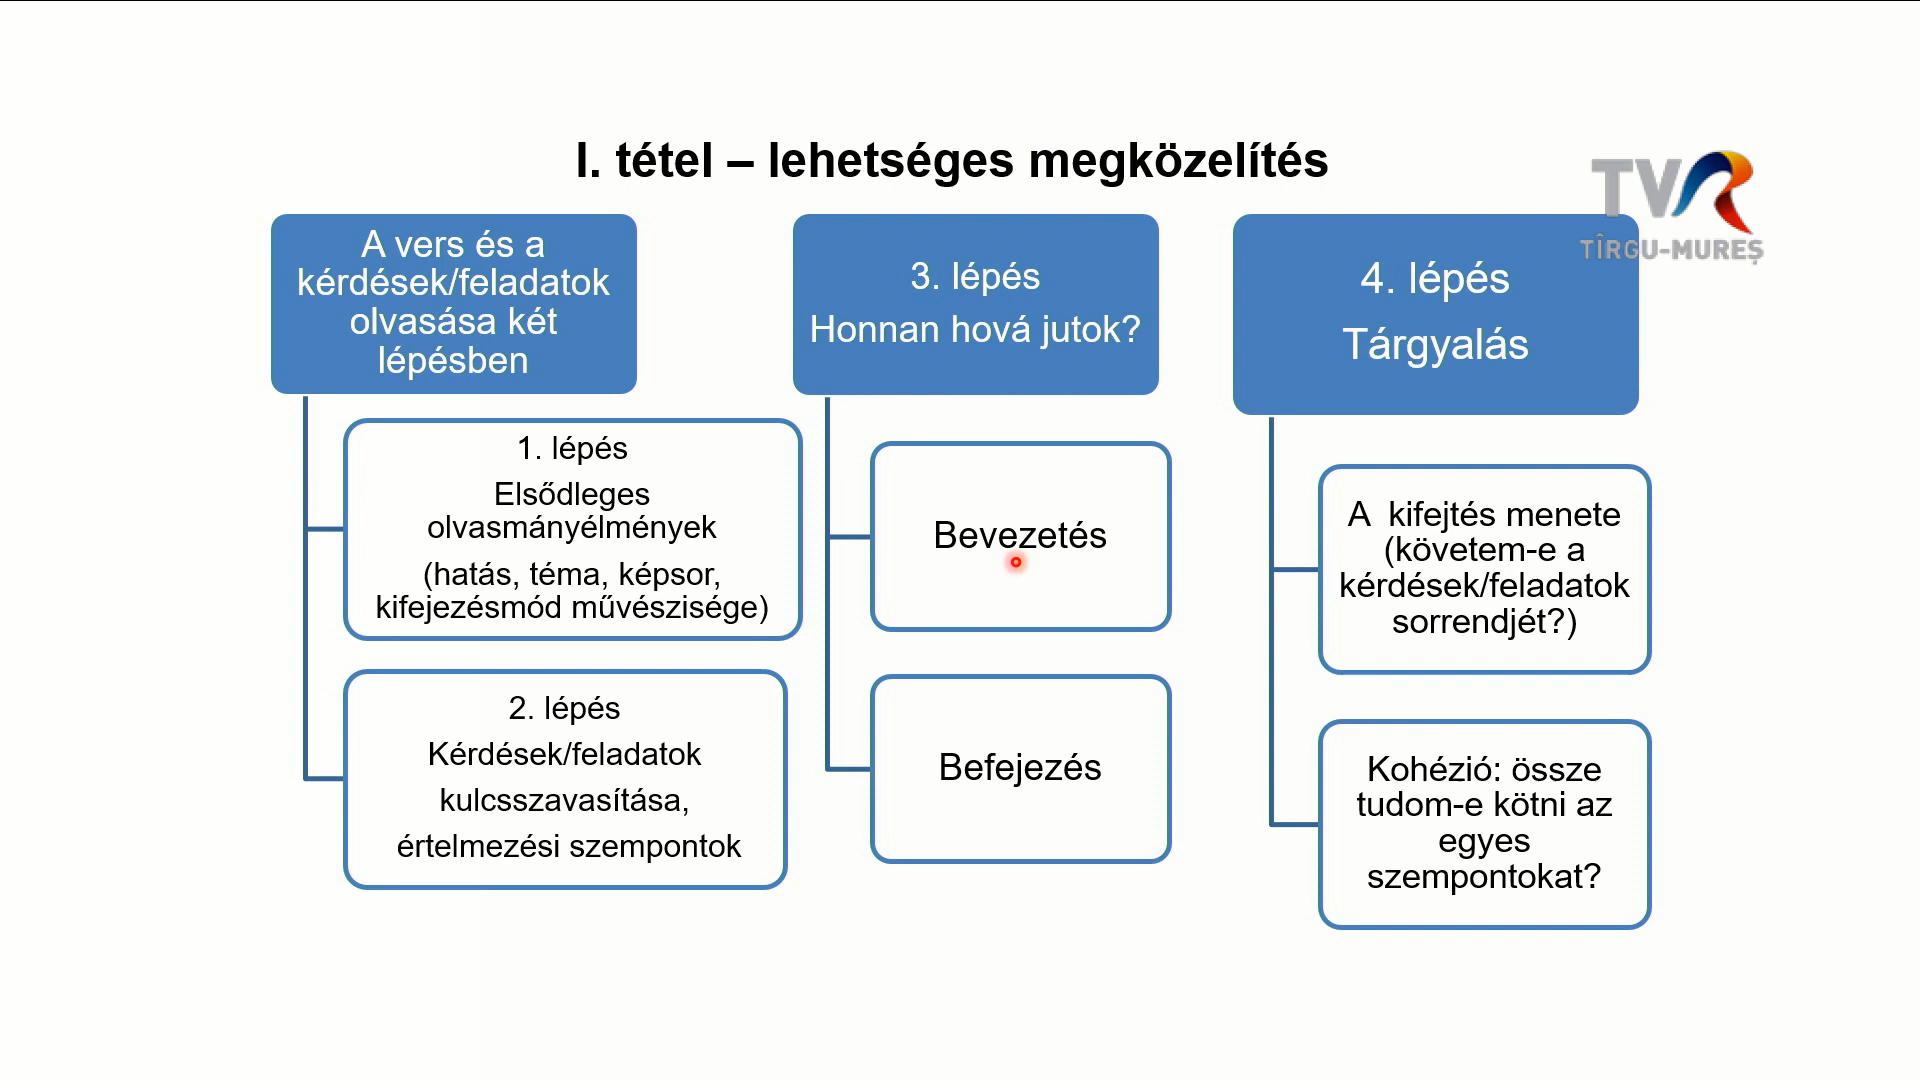 I. tétel – lehetséges megközelítés
TVR
TÎRGU-MUREȘ
A vers és a
kérdések/feladatok
olvasása két
lépésben
1. lépés
Elsődleges
olvasmányélmények
(hatás, téma, képsor,
kifejezésmód művészisége)
2. lépés
Kérdések/feladatok
kulcsszavasítása,
értelmezési szempontok
3. lépés
Honnan hová jutok?
Bevezetés
Befejezés
4. lépés
Tárgyalás
A  kifejtés menete
(követem-e a
kérdések/feladatok
sorrendjét?)
Kohézió: össze
tudom-e kötni az
egyes
szempontokat?